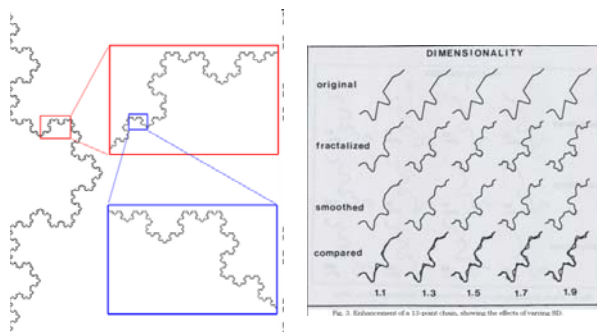 DIMENSIONALITY
original
fractalized
smoothed
compared
1.1 1.3 1.5 1.7 1.9
Fig. 3. Enhancement of a 13-point chain, showing the effects of varying SD.